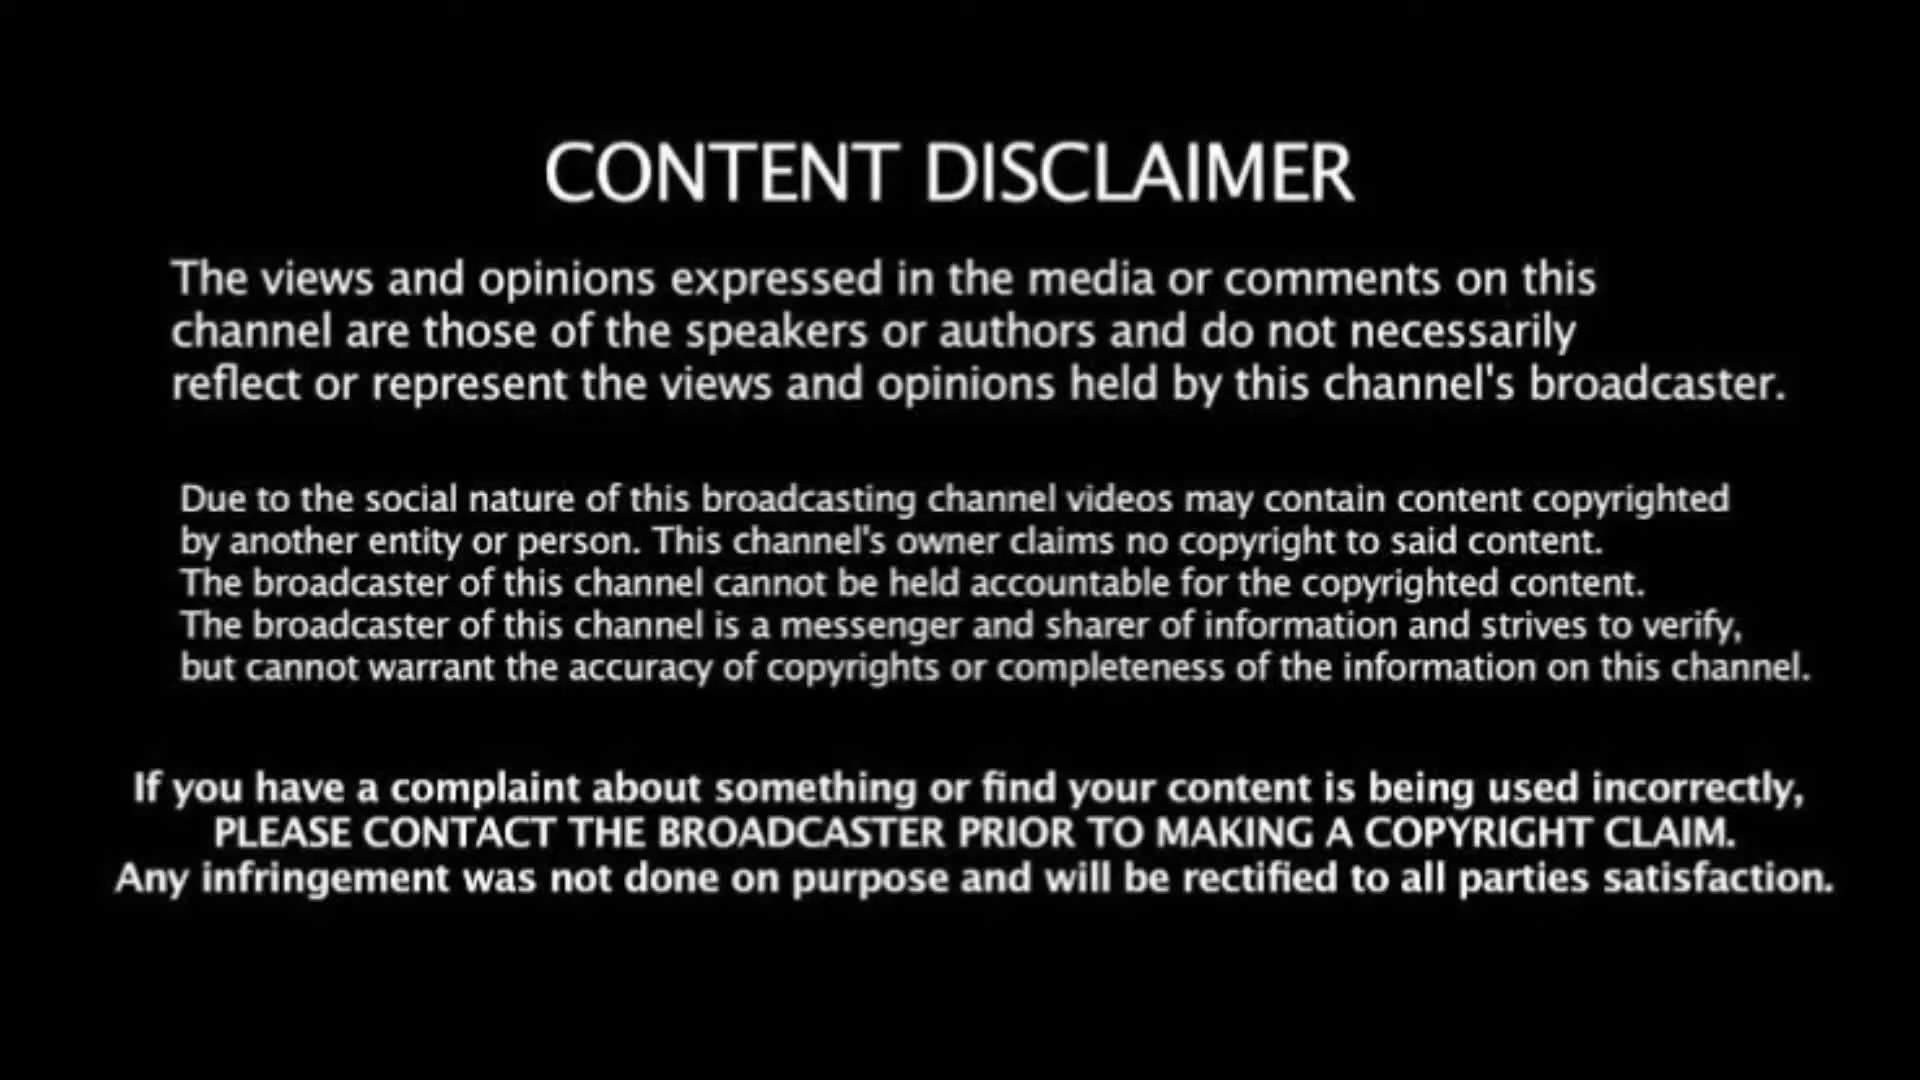 CONTENT DISCLAIMER
The views and opinions expressed in the media or comments on this
channel are those of the speakers or authors and do not necessarily
reflect or represent the views and opinions held by this channel's broadcaster.
Due to the social nature of this broadcasting channel videos may contain content copyrighted
by another entity or person. This channel's owner claims no copyright to said content.
The broadcaster of this channel cannot be held accountable for the copyrighted content.
The broadcaster of this channel is a messenger and sharer of information and strives to verify,
but cannot warrant the accuracy of copyrights or completeness of the information on this channel.
If you have a complaint about something or find your content is being used incorrectly,
PLEASE CONTACT THE BROADCASTER PRIOR TO MAKING A COPYRIGHT CLAIM.
Any infringement was not done on purpose and will be rectified to all parties satisfaction.